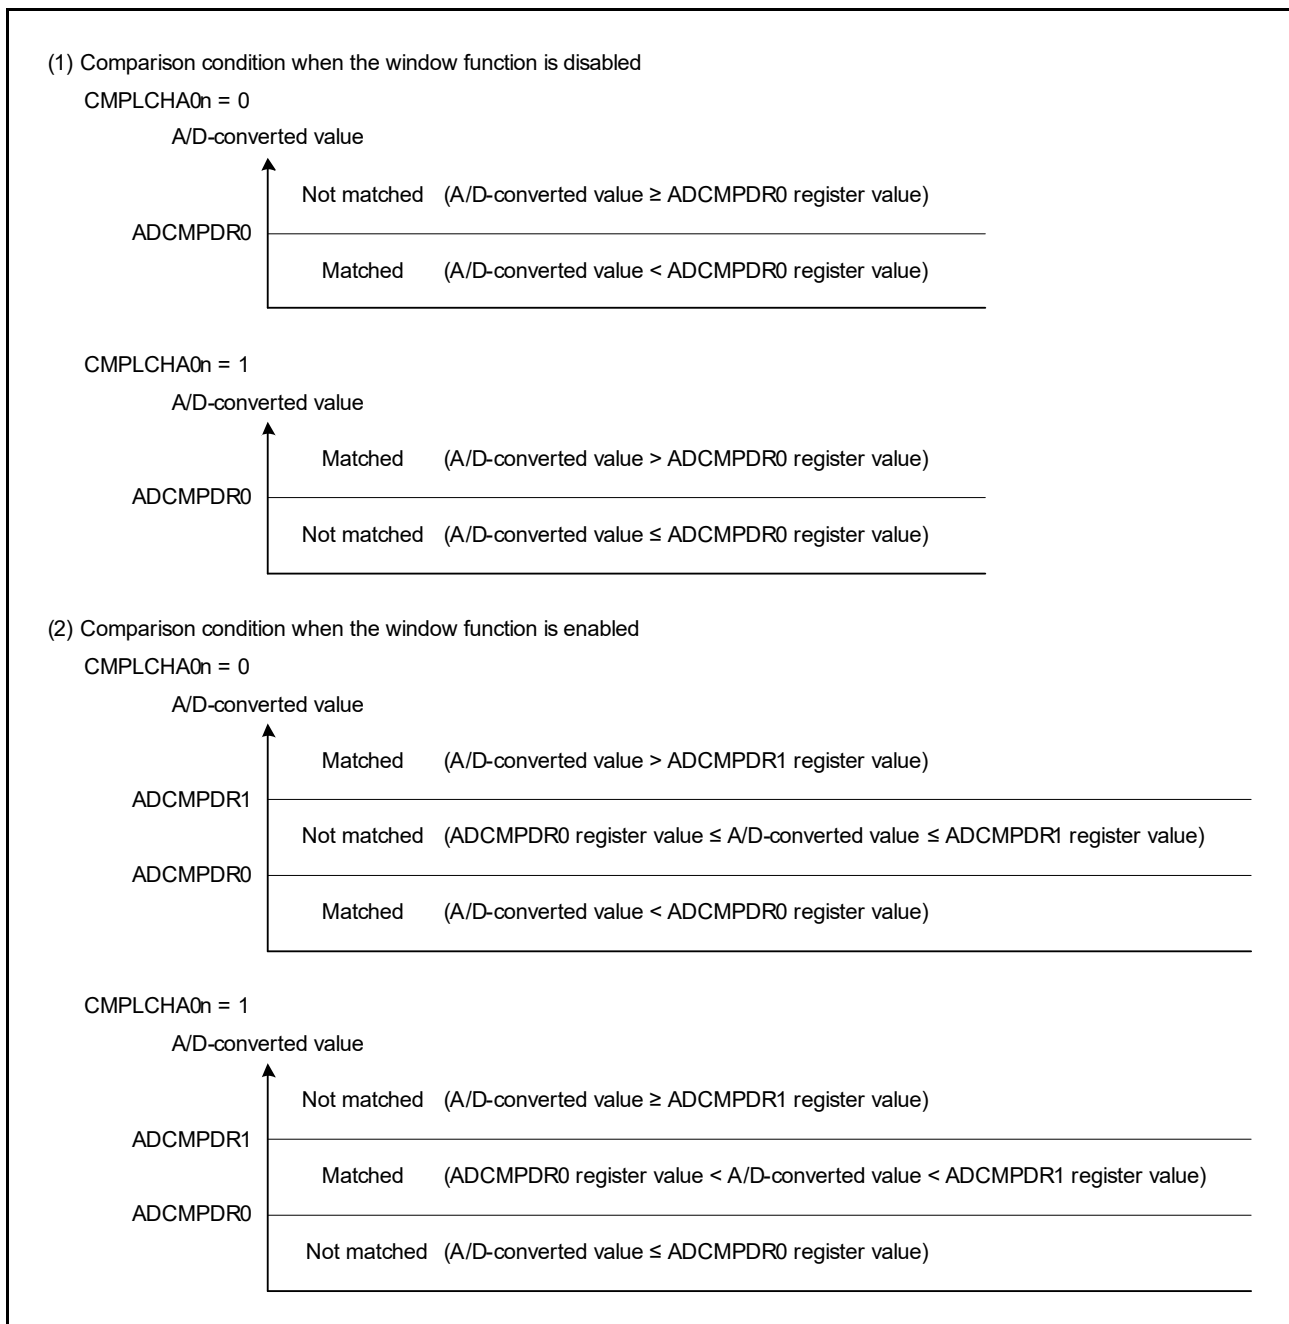 (1) Comparison condition when the window function is disabled
CMPLCHA0n = 0
A/D-converted value
Not matched (A/D-converted value ≥ ADCMPDR0 register value)
ADCMPDR0
Matched (A/D-converted value < ADCMPDR0 register value)
CMPLCHA0n = 1
A/D-converted value
Matched (A/D-converted value > ADCMPDR0 register value)
ADCMPDR0
Not matched (A/D-converted value ≤ ADCMPDR0 register value)
(2) Comparison condition when the window function is enabled
CMPLCHA0n = 0
A/D-converted value
Matched (A/D-converted value > ADCMPDR1 register value)
ADCMPDR1
Not matched (ADCMPDR0 register value ≤ A/D-converted value ≤ ADCMPDR1 register value)
ADCMPDR0
Matched (A/D-converted value < ADCMPDR0 register value)
CMPLCHA0n = 1
A/D-converted value
Not matched (A/D-converted value ≥ ADCMPDR1 register value)
ADCMPDR1
Matched (ADCMPDR0 register value < A/D-converted value < ADCMPDR1 register value)
ADCMPDR0
Not matched (A/D-converted value ≤ ADCMPDR0 register value)